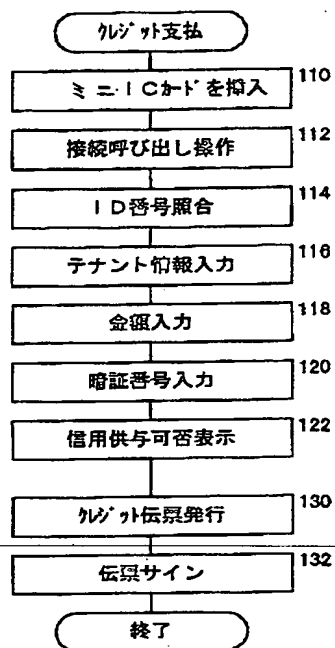 クレジット支払
ミニ・ICカードを挿入 110
接続呼び出し操作 112
ID番号照合 114
テナント情報入力 116
金額入力 118
暗証番号入力 120
信用供与可否表示 122
クレジット伝票発行 130
伝票サイン 132
終了